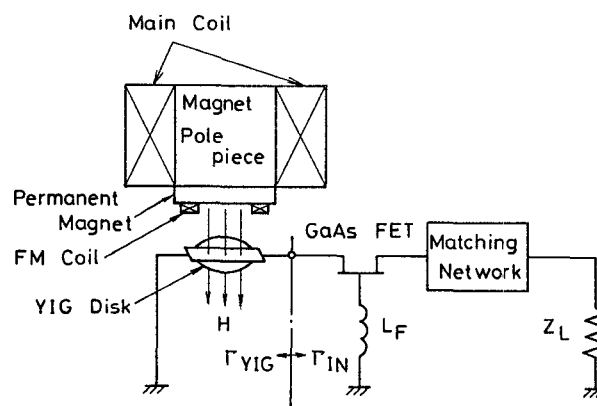 Main Coil
Magnet
Pole
piece
Permanent
Magnet
FM Coil
YIG Disk
H
GaAs FET
Matching
Network
L_F
Z_L
Γ_YIG
Γ_IN